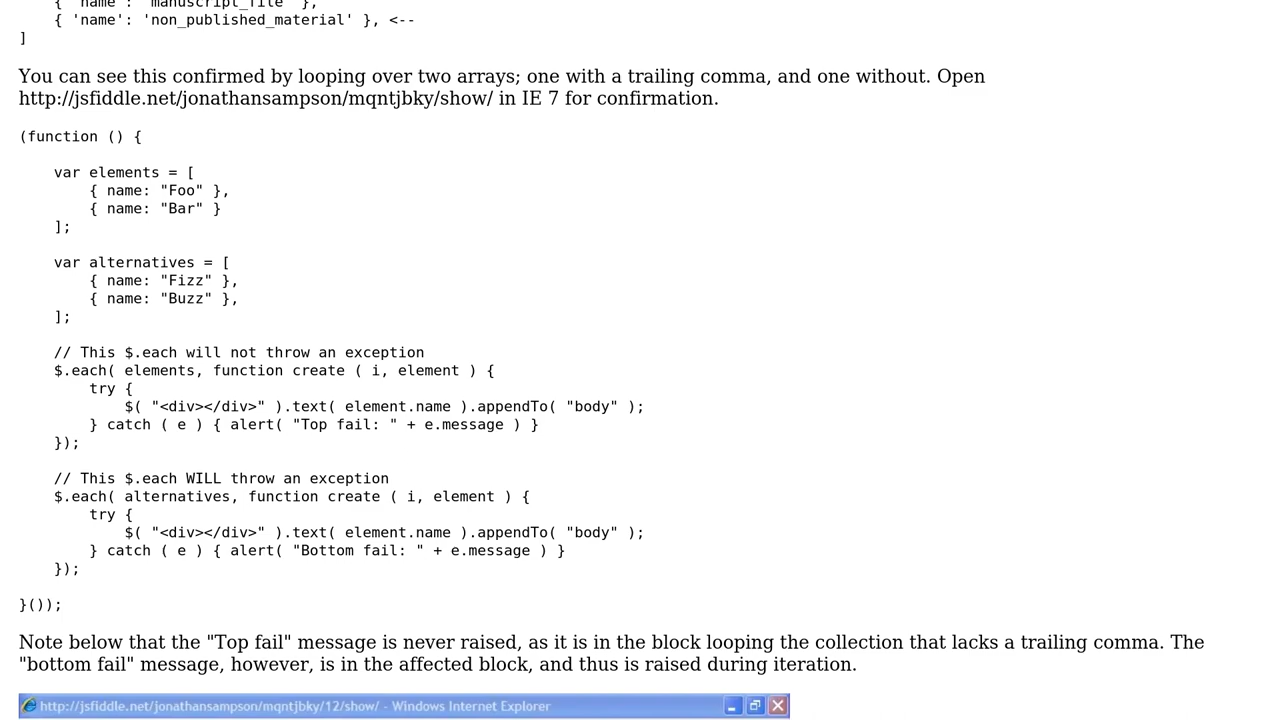 { 'name': 'manuscript_file' },
{ 'name': 'non_published_material' }, <--
]
You can see this confirmed by looping over two arrays; one with a trailing comma, and one without. Open
http://jsfiddle.net/jonathansampson/mqntjbky/show/ in IE 7 for confirmation.
(function () {
var elements = [
{ name: "Foo" },
{ name: "Bar" }
];
var alternatives = [
{ name: "Fizz" },
{ name: "Buzz" },
];
// This $.each will not throw an exception
$.each( elements, function create ( i, element ) {
try {
$( "<div></div>" ).text( element.name ).appendTo( "body" );
} catch ( e ) { alert( "Top fail: " + e.message ) }
});
// This $.each WILL throw an exception
$.each( alternatives, function create ( i, element ) {
try {
$( "<div></div>" ).text( element.name ).appendTo( "body" );
} catch ( e ) { alert( "Bottom fail: " + e.message ) }
});
}());
Note below that the "Top fail" message is never raised, as it is in the block looping the collection that lacks a trailing comma. The
"bottom fail" message, however, is in the affected block, and thus is raised during iteration.
http://jsfiddle.net/jonathansampson/mqntjbky/12/show/ - Windows Internet Explorer